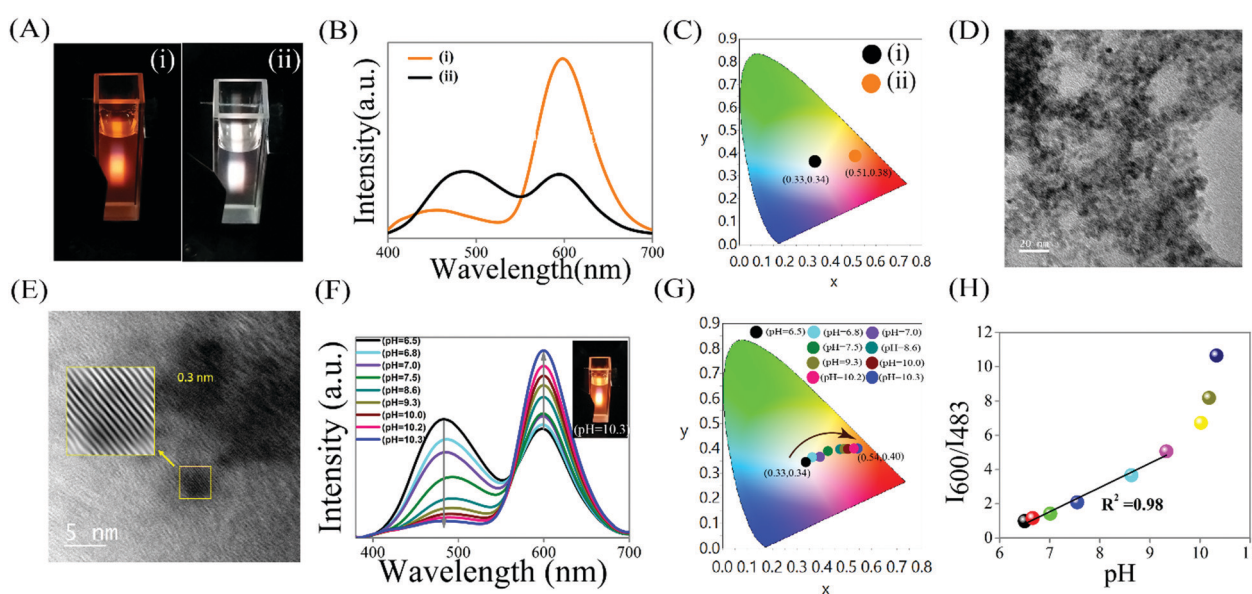 (A)
(i)
(ii)
(B)
Intensity(a.u.)
(i)
(ii)
400
500
600
700
Wavelength(nm)
(C)
0.9
0.8
0.7
0.6
0.5
0.4
0.3
0.2
0.1
0.0
y
(i)
(ii)
(0.33,0.34)
(0.51,0.38)
0.0 0.1 0.2 0.3 0.4 0.5 0.6 0.7 0.8
x
(D)
20 nm
(E)
0.3 nm
5 nm
(F)
Intensity (a.u.)
(pH=6.5)
(pH=6.8)
(pH=7.0)
(pH=7.5)
(pH=8.6)
(pH=9.3)
(pH=10.0)
(pH=10.2)
(pH=10.3)
(pH=10.3)
400
500
600
700
Wavelength (nm)
(G)
0.9
0.8
0.7
0.6
0.5
0.4
0.3
0.2
0.1
0.0
y
(pH=6.5) (pH=6.8) (pH=7.0)
(pH=7.5) (pH=8.6)
(pH=9.3) (pH=10.0)
(pH=10.2) (pH=10.3)
(0.33,0.34)
(0.54,0.40)
0.0 0.1 0.2 0.3 0.4 0.5 0.6 0.7 0.8
x
(H)
I600/I483
12
10
8
6
4
2
0
R²=0.98
6 7 8 9 10 1
pH